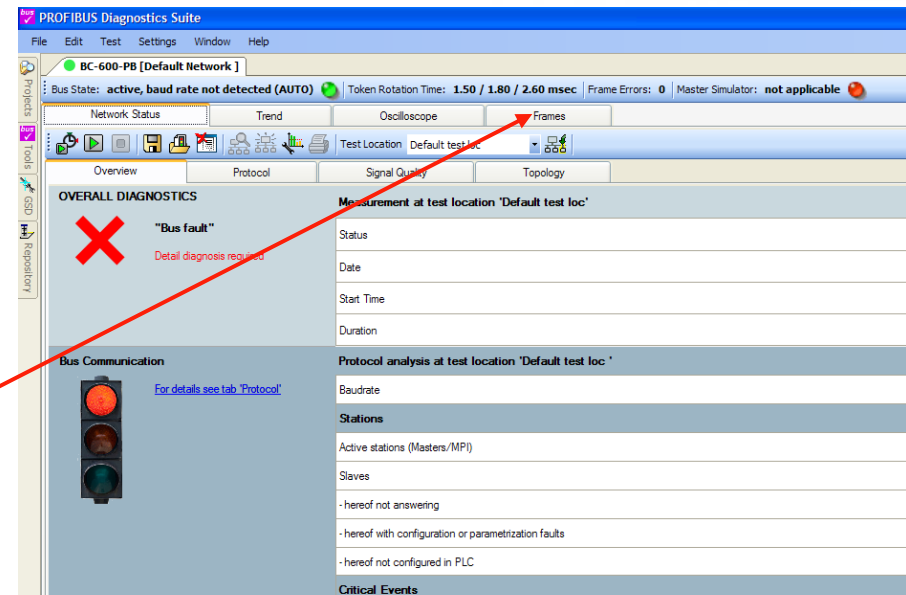 bus PROFIBUS Diagnostics Suite
File Edit Test Settings Window Help
BC-600-PB [Default Network ]
Bus State: active, baud rate not detected (AUTO) Token Rotation Time: 1.50 / 1.80 / 2.60 msec Frame Errors: 0 Master Simulator: not applicable
Network Status Trend Oscilloscope Frames
Test Location Default test loc
Overview Protocol Signal Quality Topology
Projects
bus
Tools
GSD
Repository
OVERALL DIAGNOSTICS
"Bus fault"
Detail diagnosis required
Measurement at test location 'Default test loc'
Status
Date
Start Time
Duration
Bus Communication
For details see tab 'Protocol'
Protocol analysis at test location 'Default test loc '
Baudrate
Stations
Active stations (Masters/MPI)
Slaves
- hereof not answering
- hereof with configuration or parametrization faults
- hereof not configured in PLC
Critical Events